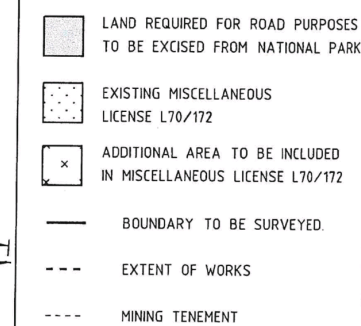 LAND REQUIRED FOR ROAD PURPOSES
TO BE EXCISED FROM NATIONAL PARK
EXISTING MISCELLANEOUS
LICENSE L70/172
ADDITIONAL AREA TO BE INCLUDED
IN MISCELLANEOUS LICENSE L70/172
BOUNDARY TO BE SURVEYED.
EXTENT OF WORKS
MINING TENEMENT